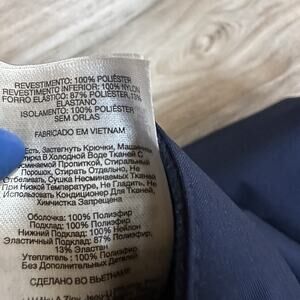 REVESTIMENTO: 100% POLIÉSTER
REVESTIMENTO INFERIOR: 100% NYLON
FORRO ELÁSTICO: 87% POLIÉSTER, 13%
ELASTANO
ISOLAMENTO: 100% POLIÉSTER
SEM ORLAS
FABRICADO EM VIETNAM
Есть, Застегнуть Крючки, Машинная
тирка В Холодной Воде Тканей С
Пропиткой, Стиральный
Порошок, Стирать Отдельно, Не
Отбеливать, Сушка Несминаемых Тканей
При Низкой Температуре, Не Гладить, Не
Использовать Кондиционер Для Тканей,
Химчистка Запрещена
Оболочка: 100% Полиэфир
Подклад: 100% Полиэфир
Нижний Подклад: 100% Нейлон
Эластичный Подклад: 87% Полиэфир,
13% Эластан
Утеплитель: 100% Полиэфир
Без Дополнительных Деталей
СДЕЛАНО ВО ВЬЕТНАМЕ